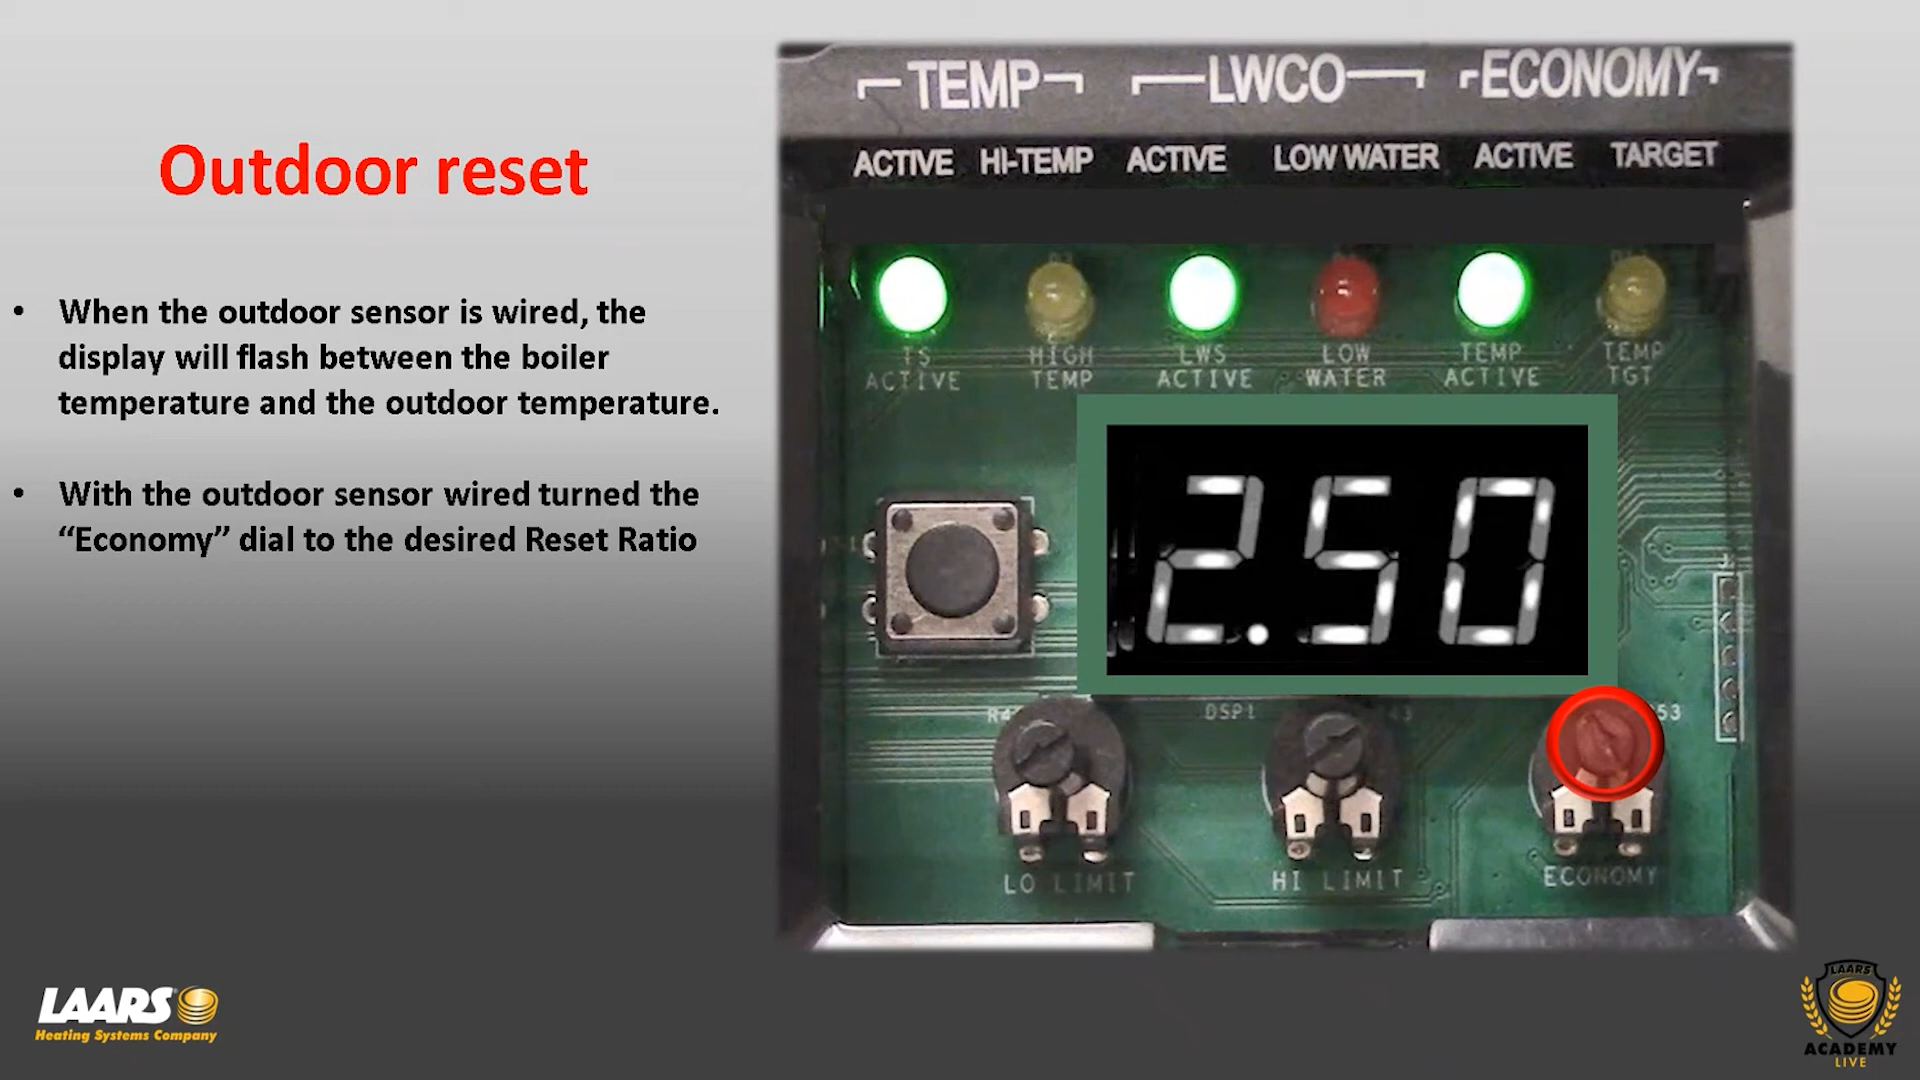 Outdoor reset
• When the outdoor sensor is wired, the
display will flash between the boiler
temperature and the outdoor temperature.
• With the outdoor sensor wired turned the
“Economy” dial to the desired Reset Ratio
TEMP LWCO ECONOMY
ACTIVE HI-TEMP ACTIVE LOW WATER ACTIVE TARGET
TS HIGH LWS LOW TEMP TEMP
ACTIVE TEMP ACTIVE WATER ACTIVE TGT
2.50
DSP1
LO LIMIT HI LIMIT ECONOMY
LAARS
Heating Systems Company
LAARS
ACADEMY
LIVE